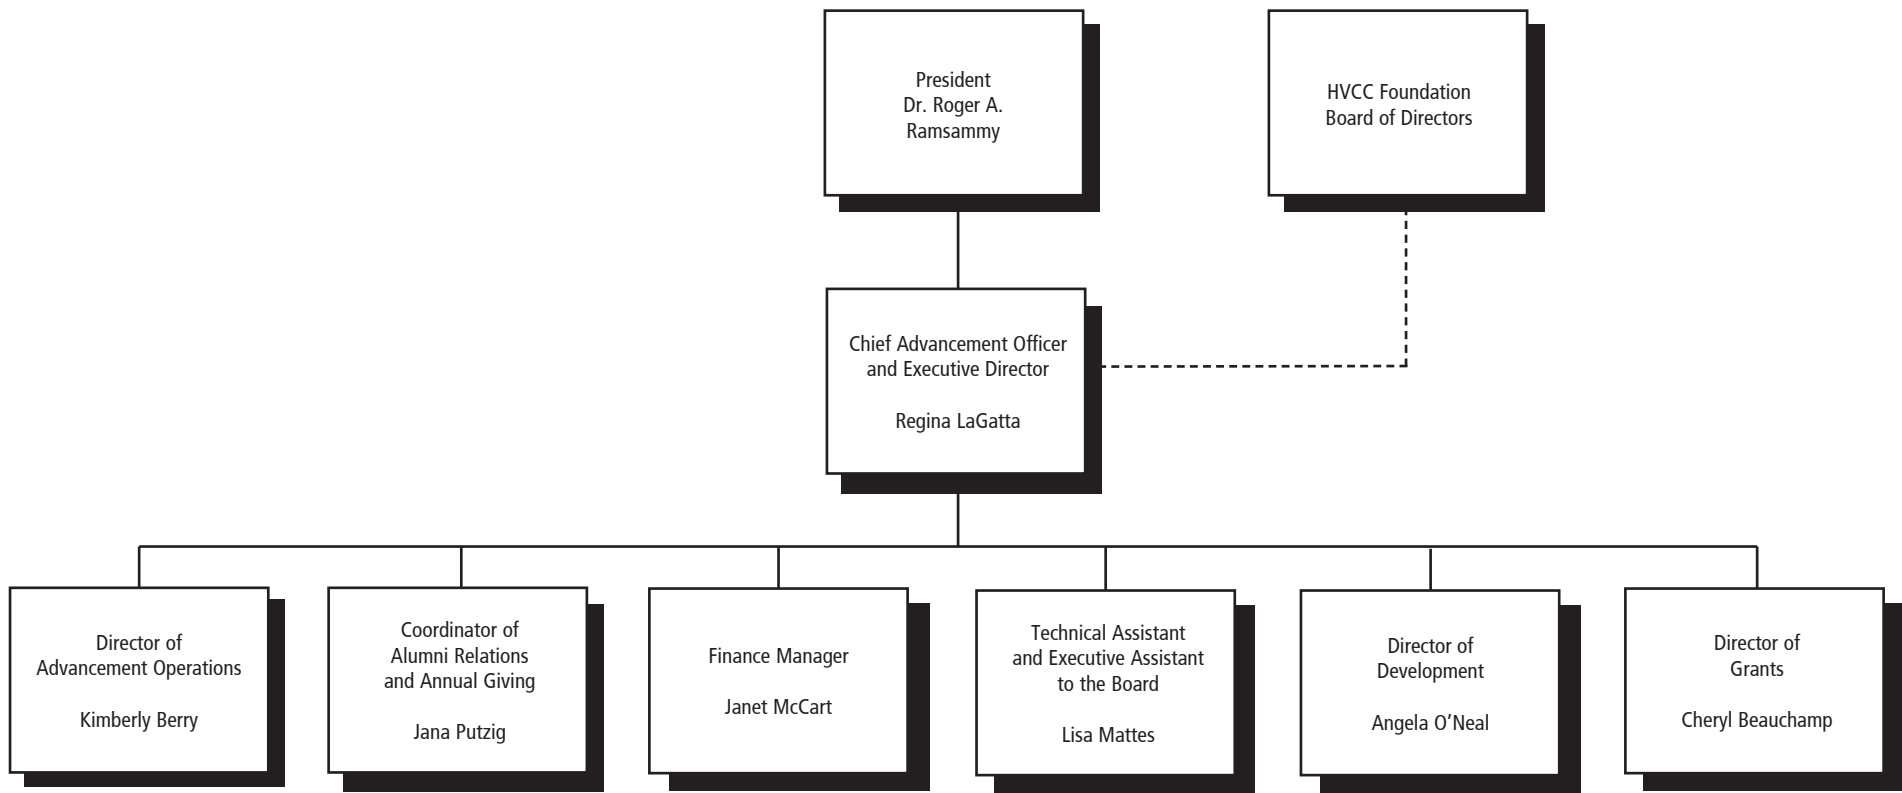 President
Dr. Roger A.
Ramsammy
HVCC Foundation
Board of Directors
Chief Advancement Officer
and Executive Director
Regina LaGatta
Director of
Advancement Operations
Kimberly Berry
Coordinator of
Alumni Relations
and Annual Giving
Jana Putzig
Finance Manager
Janet McCart
Technical Assistant
and Executive Assistant
to the Board
Lisa Mattes
Director of
Development
Angela O’Neal
Director of
Grants
Cheryl Beauchamp